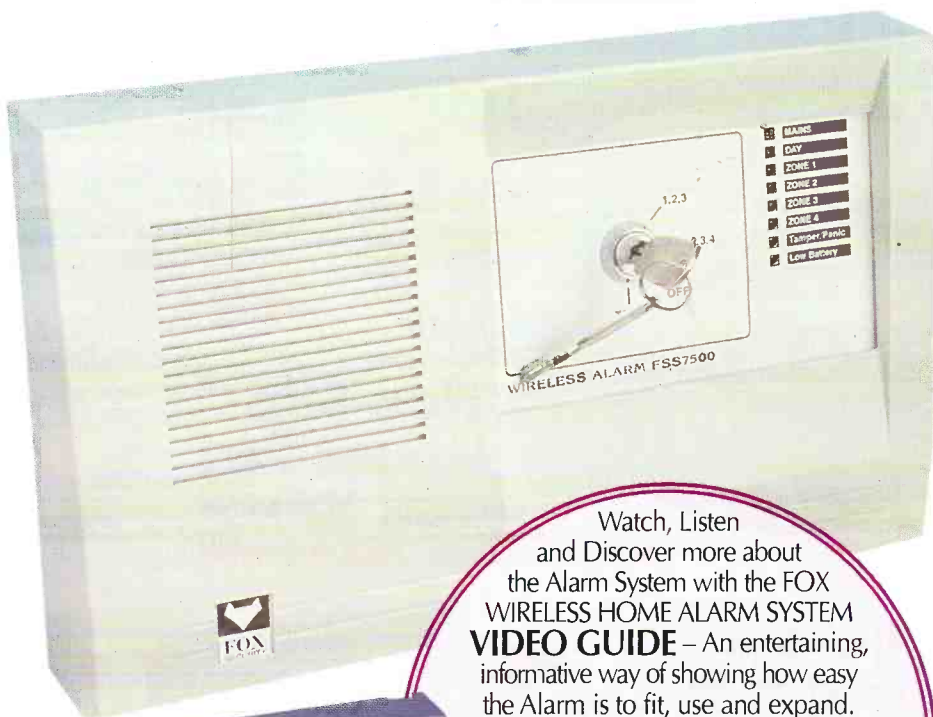 MAINS
DAY
ZONE 1
ZONE 2
ZONE 3
ZONE 4
Tamper/Panic
Low Battery
1,2,3
2,3,4
OFF
WIRELESS ALARM FSS7500
FOX
Watch, Listen
and Discover more about
the Alarm System with the FOX
WIRELESS HOME ALARM SYSTEM
VIDEO GUIDE – An entertaining,
informative way of showing how easy
the Alarm is to fit, use and expand.